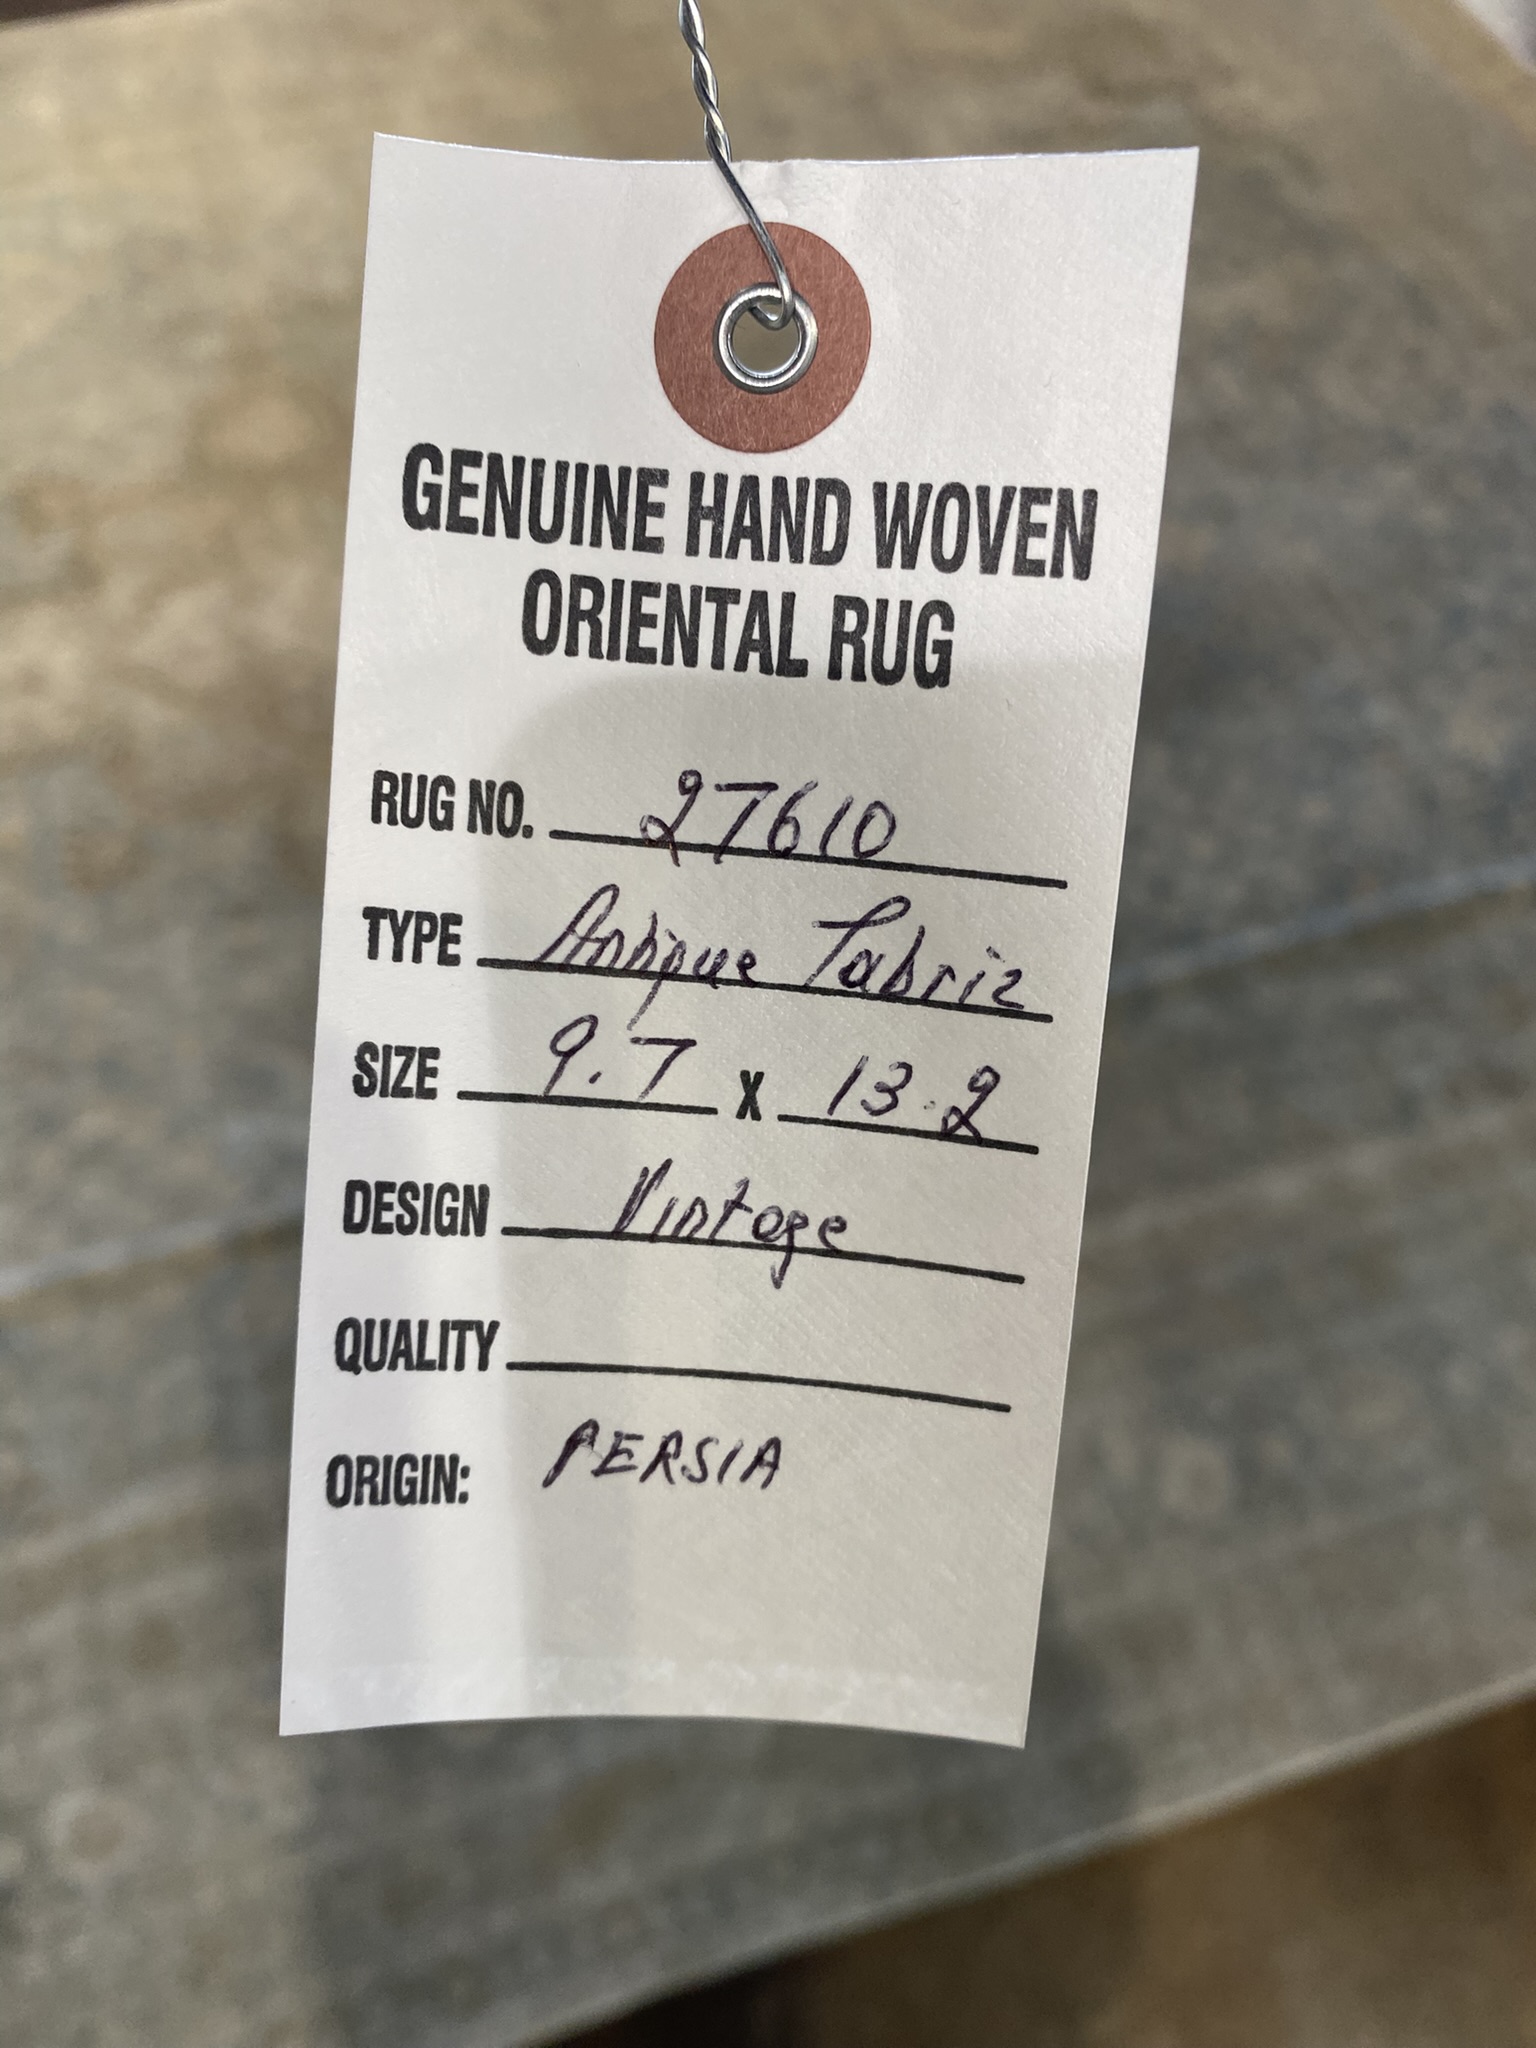 GENUINE HAND WOVEN
ORIENTAL RUG
RUG NO. 27610
TYPE Antique Tabriz
SIZE 9.7 X 13.2
DESIGN Vintage
QUALITY
ORIGIN: PERSIA